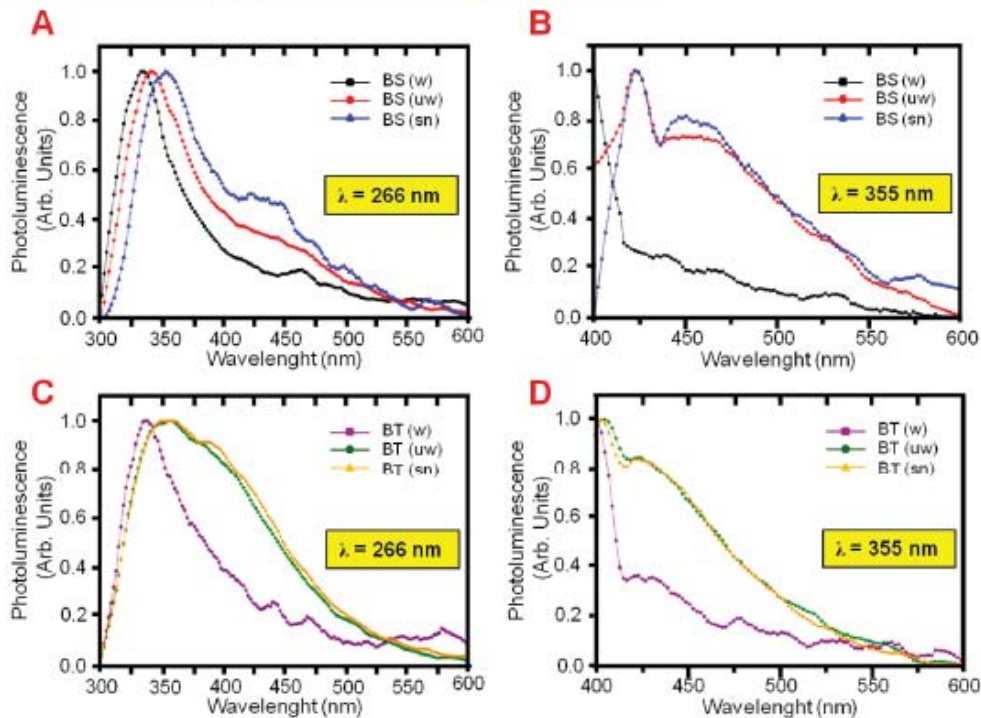 A
Photoluminescence
(Arb. Units)
1.0
0.8
0.6
0.4
0.2
0.0
BS (w)
BS (uw)
BS (sn)
λ = 266 nm
300 350 400 450 500 550 600
Wavelenght (nm)
B
Photoluminescence
(Arb. Units)
1.0
0.8
0.6
0.4
0.2
0.0
BS (w)
BS (uw)
BS (sn)
λ = 355 nm
400 450 500 550 600
Wavelenght (nm)
C
Photoluminescence
(Arb. Units)
1.0
0.8
0.6
0.4
0.2
0.0
BT (w)
BT (uw)
BT (sn)
λ = 266 nm
300 350 400 450 500 550 600
Wavelenght (nm)
D
Photoluminescence
(Arb. Units)
1.0
0.8
0.6
0.4
0.2
0.0
BT (w)
BT (uw)
BT (sn)
λ = 355 nm
400 450 500 550 600
Wavelenght (nm)